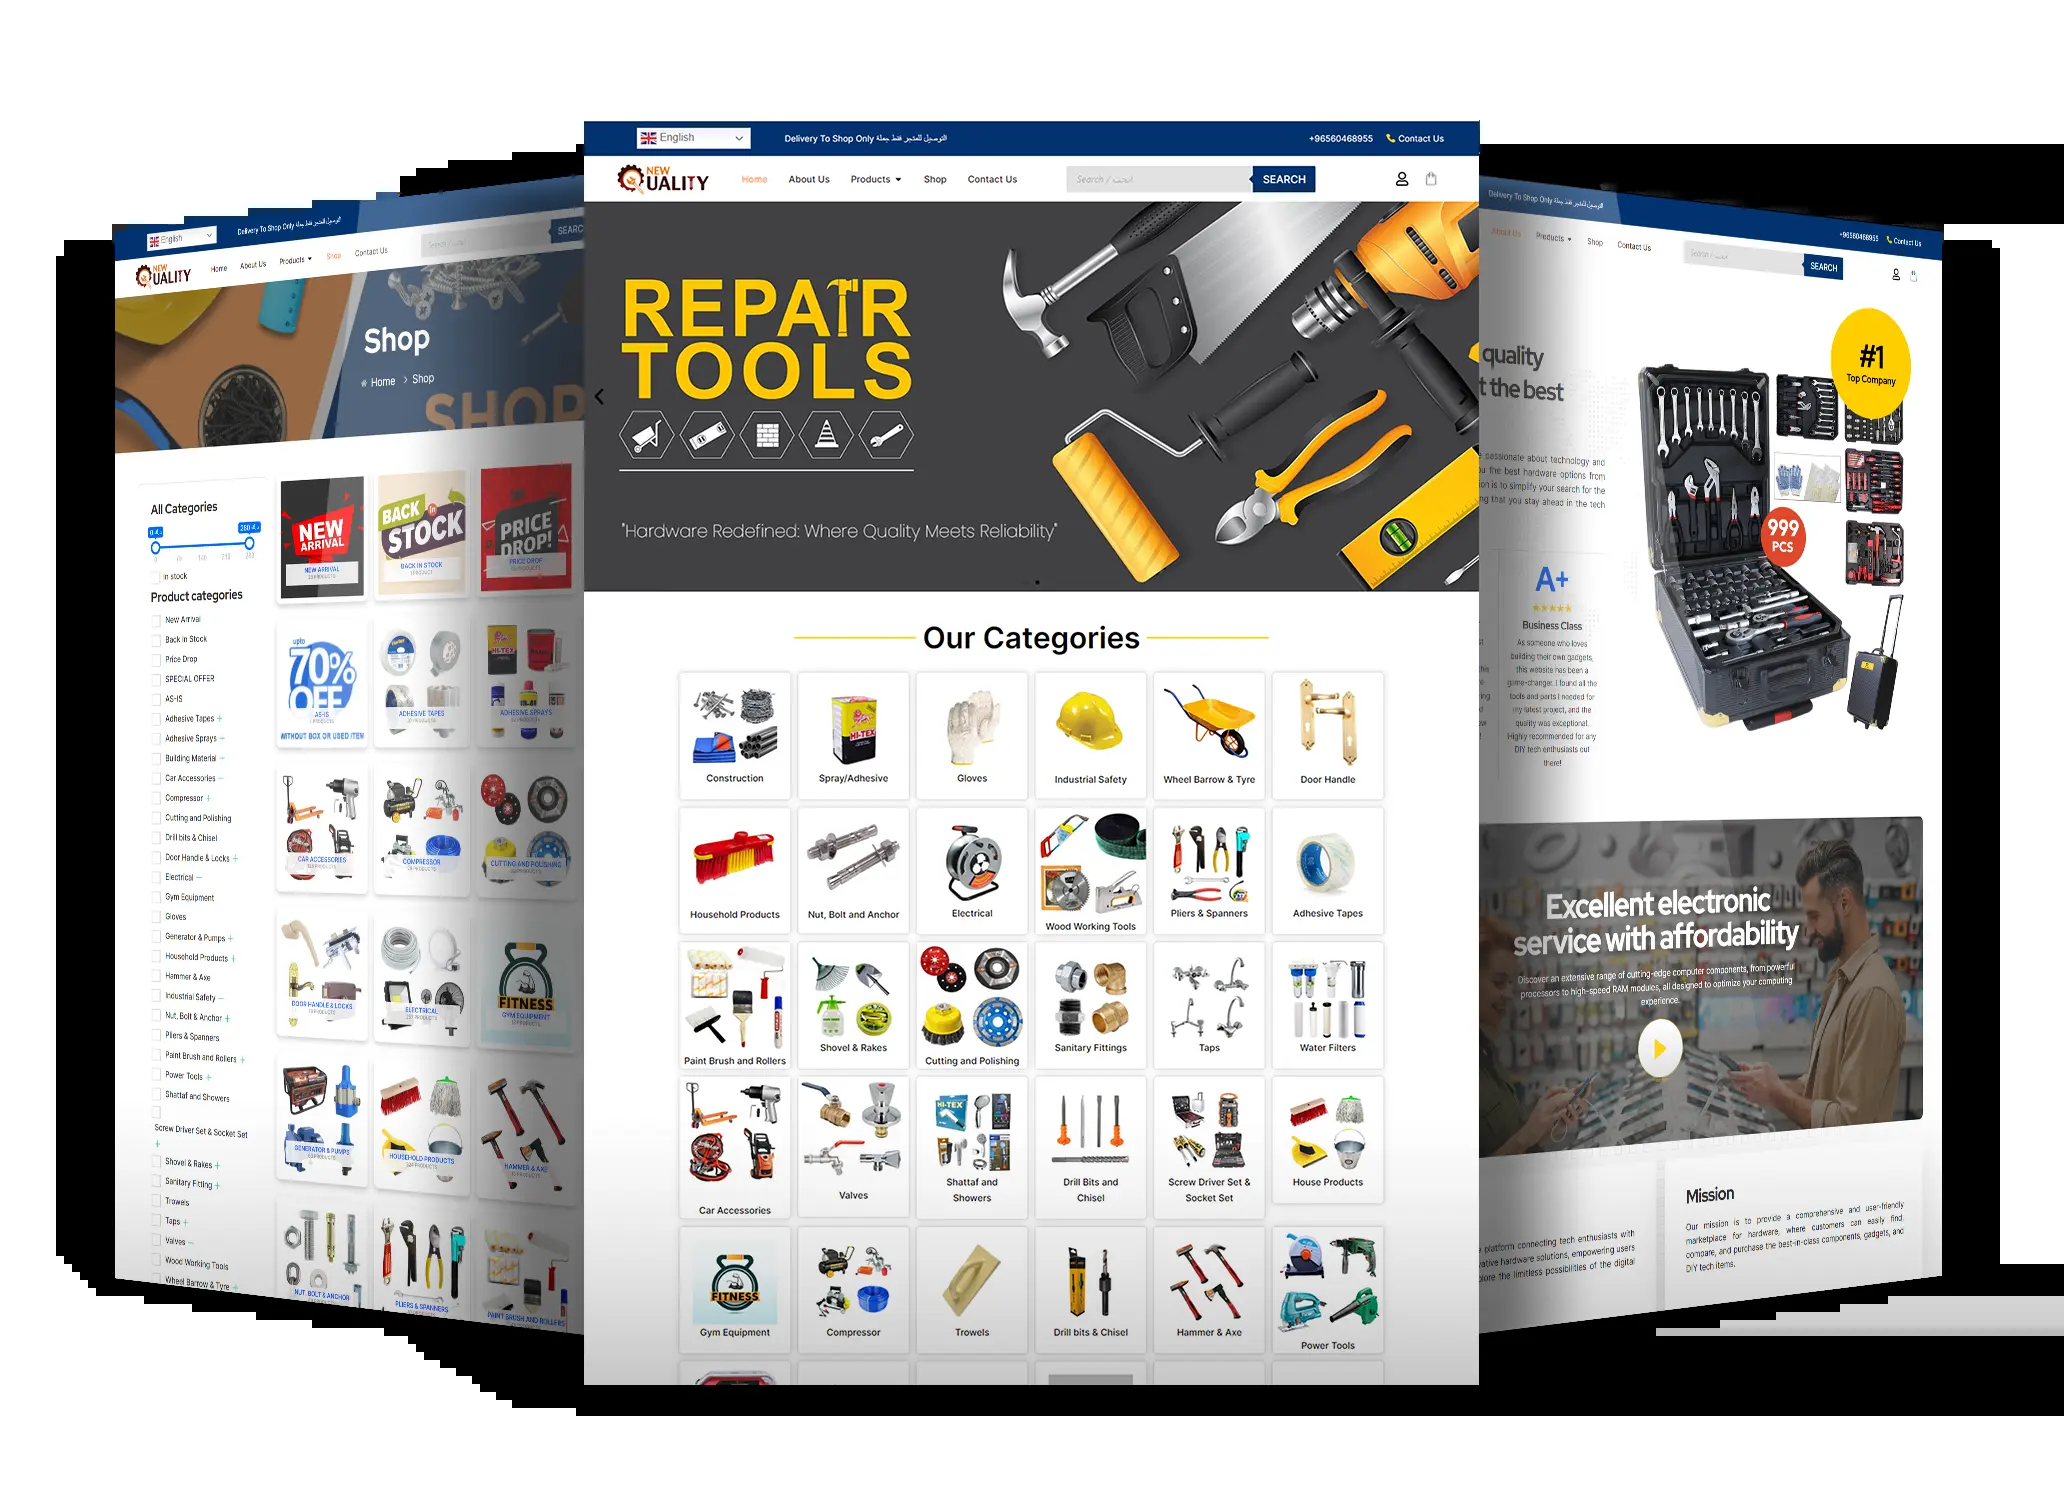 English
Delivery To Shop Only التوصيل للمتجر فقط جملة
+96560468955
Contact Us
NEW QUALITY
Home
About Us
Products
Shop
Contact Us
Search / ابحث
SEARCH
REPAIR
TOOLS
"Hardware Redefined: Where Quality Meets Reliability"
Our Categories
Construction
Spray/Adhesive
Gloves
Industrial Safety
Wheel Barrow & Tyre
Door Handle
Household Products
Nut, Bolt and Anchor
Electrical
Wood Working Tools
Pliers & Spanners
Adhesive Tapes
Paint Brush and Rollers
Shovel & Rakes
Cutting and Polishing
Sanitary Fittings
Taps
Water Filters
Car Accessories
Valves
Shattaf and
Showers
Drill Bits and
Chisel
Screw Driver Set &
Socket Set
House Products
FITNESS
Gym Equipment
Compressor
Trowels
Drill bits & Chisel
Hammer & Axe
Power Tools
English
Delivery To Shop Only التوصيل للمتجر فقط جملة
NEW QUALITY
Home
About Us
Products
Shop
Contact Us
Search / ابحث
SEARC
Shop
Home > Shop
SHOP
All Categories
In stock
Product categories
New Arrival
Back In Stock
Price Drop
SPECIAL OFFER
AS-IS
Adhesive Tapes +
Adhesive Sprays −
Building Material −
Car Accessories −
Compressor +
Cutting and Polishing
Drill bits & Chisel
Door Handle & Locks +
Electrical −
Gym Equipment
Gloves
Generator & Pumps +
Household Products +
Hammer & Axe
Industrial Safety −
Nut, Bolt & Anchor +
Pliers & Spanners
Paint Brush and Rollers +
Power Tools +
Shattaf and Showers
Screw Driver Set & Socket Set
+
Shovel & Rakes +
Sanitary Fitting +
Trowels
Taps +
Valves −
Wood Working Tools
Wheel Barrow & Tyre +
NEW
ARRIVAL
NEW ARRIVAL
BACK in
STOCK
BACK IN STOCK
1 PRODUCT
PRICE
DROP!
PRICE DROP
upto
70%
OFF
AS-IS
WITHOUT BOX OR USED ITEM
ADHESIVE TAPES
HI-TEX
ADHESIVE SPRAYS
CAR ACCESSORIES
COMPRESSOR
CUTTING AND POLISHING
DOOR HANDLE & LOCKS
ELECTRICAL
FITNESS
GYM EQUIPMENT
GENERATOR & PUMPS
HOUSEHOLD PRODUCTS
HAMMER & AXE
NUT, BOLT & ANCHOR
PLIERS & SPANNERS
PAINT BRUSH AND ROLLERS
Delivery To Shop Only التوصيل للمتجر فقط جملة
+96560468955
Contact Us
About Us
Products
Shop
Contact Us
Search / ابحث
SEARCH
quality
t the best
passionate about technology and
u the best hardware options from
ion is to simplify your search for the
ng that you stay ahead in the tech
#1
Top Company
999
PCS
A+
Business Class
As someone who loves
building their own gadgets,
this website has been a
game-changer. I found all the
tools and parts I needed for
my latest project, and the
quality was exceptional.
Highly recommended for any
DIY tech enthusiasts out
there!
Excellent electronic
service with affordability
Discover an extensive range of cutting-edge computer components, from powerful
processors to high-speed RAM modules, all designed to optimize your computing
experience.
platform connecting tech enthusiasts with
vative hardware solutions, empowering users
plore the limitless possibilities of the digital
Mission
Our mission is to provide a comprehensive and user-friendly
marketplace for hardware, where customers can easily find,
compare, and purchase the best-in-class components, gadgets, and
DIY tech items.